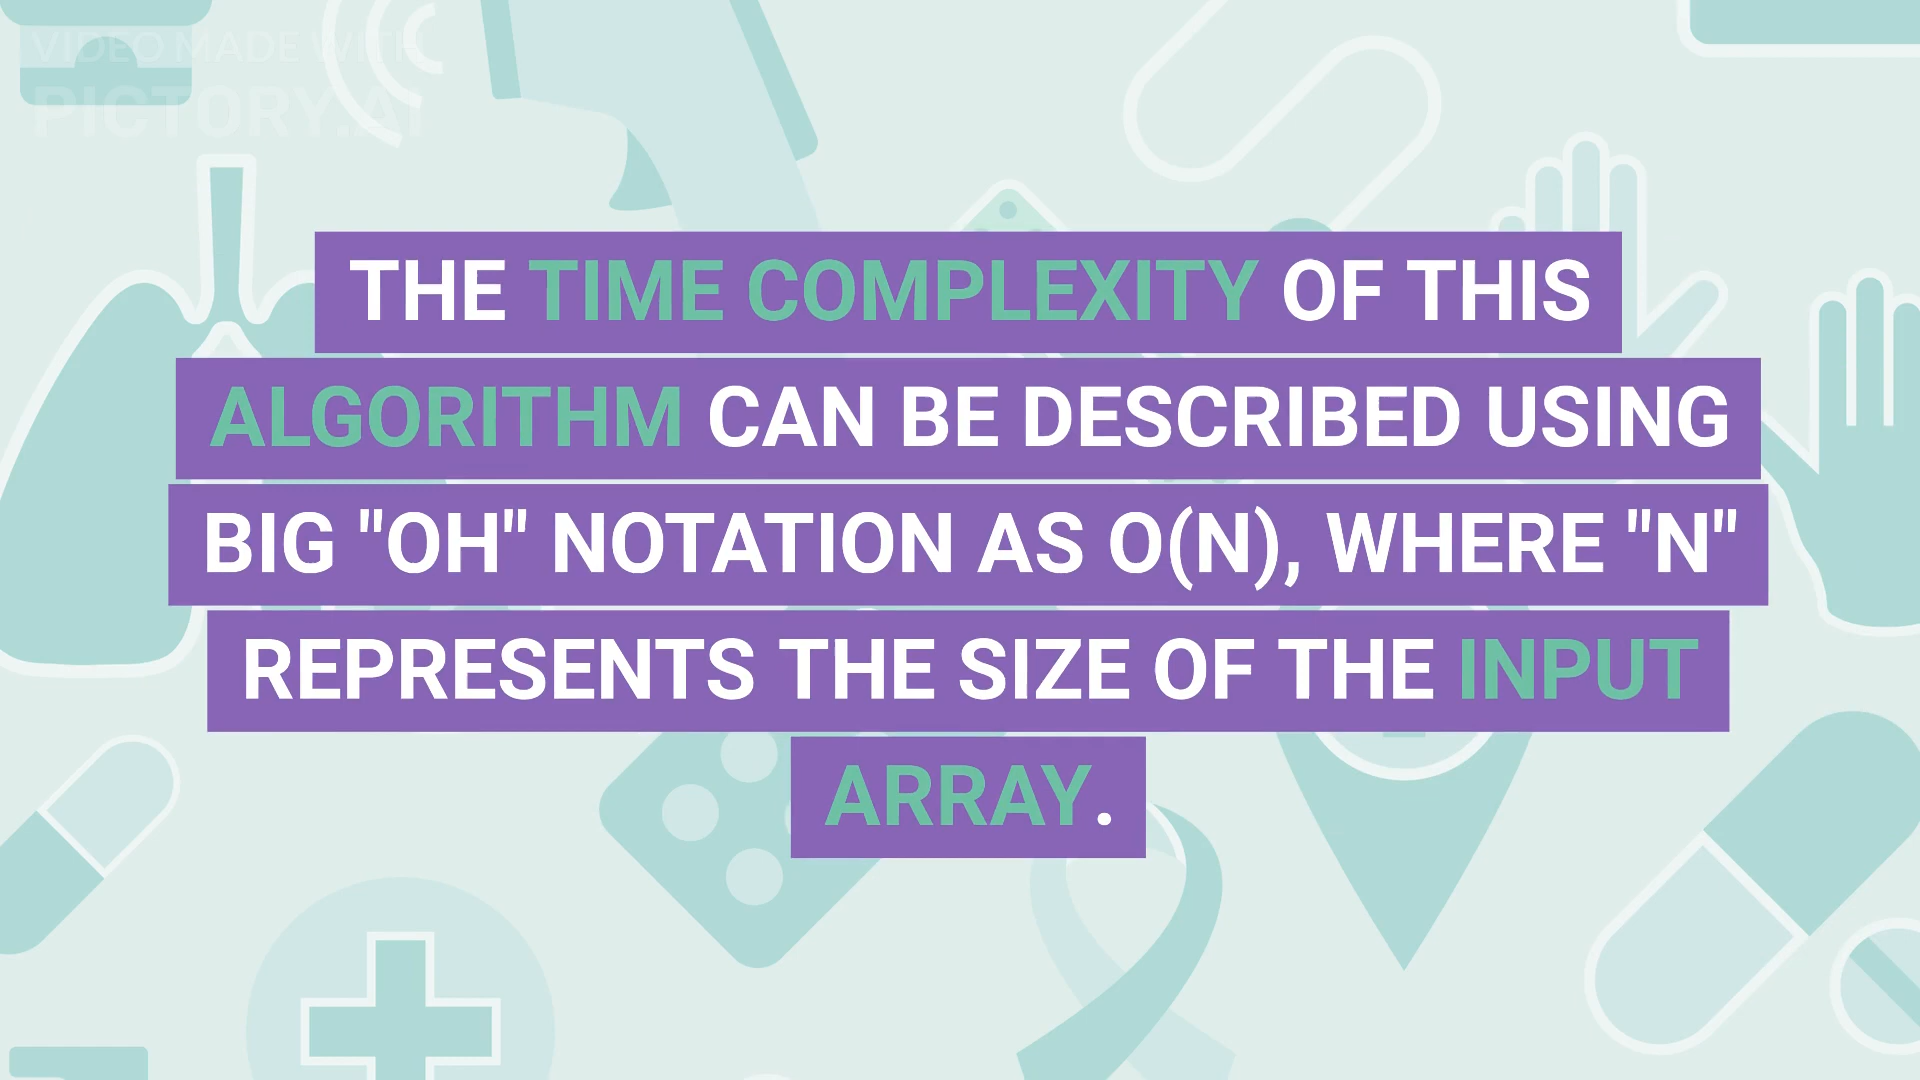 VIDEO MADE WITH
PICTORY.AI
THE TIME COMPLEXITY OF THIS
ALGORITHM CAN BE DESCRIBED USING
BIG "OH" NOTATION AS O(N), WHERE "N"
REPRESENTS THE SIZE OF THE INPUT
ARRAY.